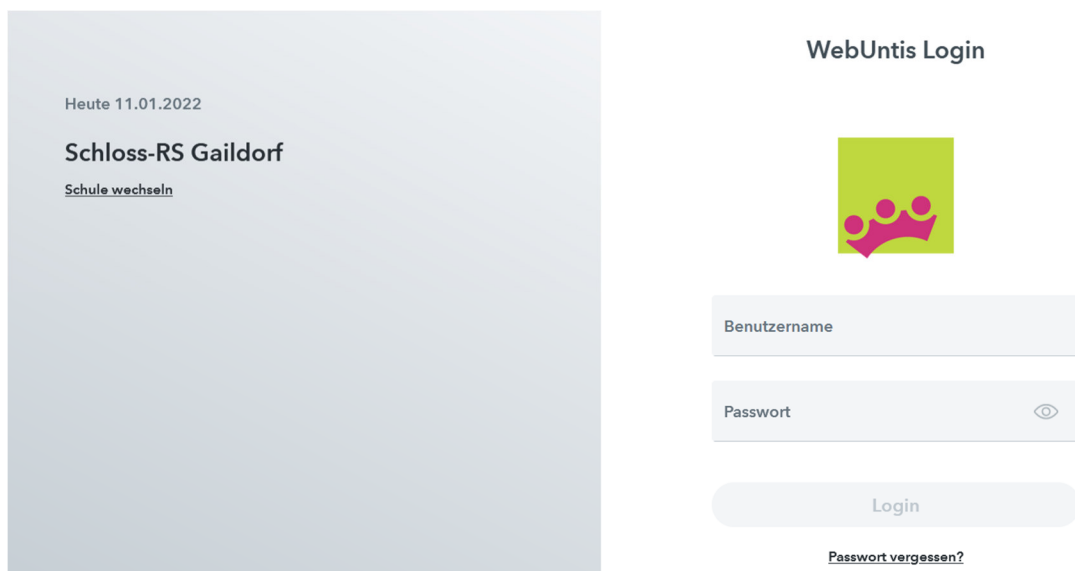 Heute 11.01.2022
Schloss-RS Gaildorf
Schule wechseln
WebUntis Login
Benutzername
Passwort
Login
Passwort vergessen?